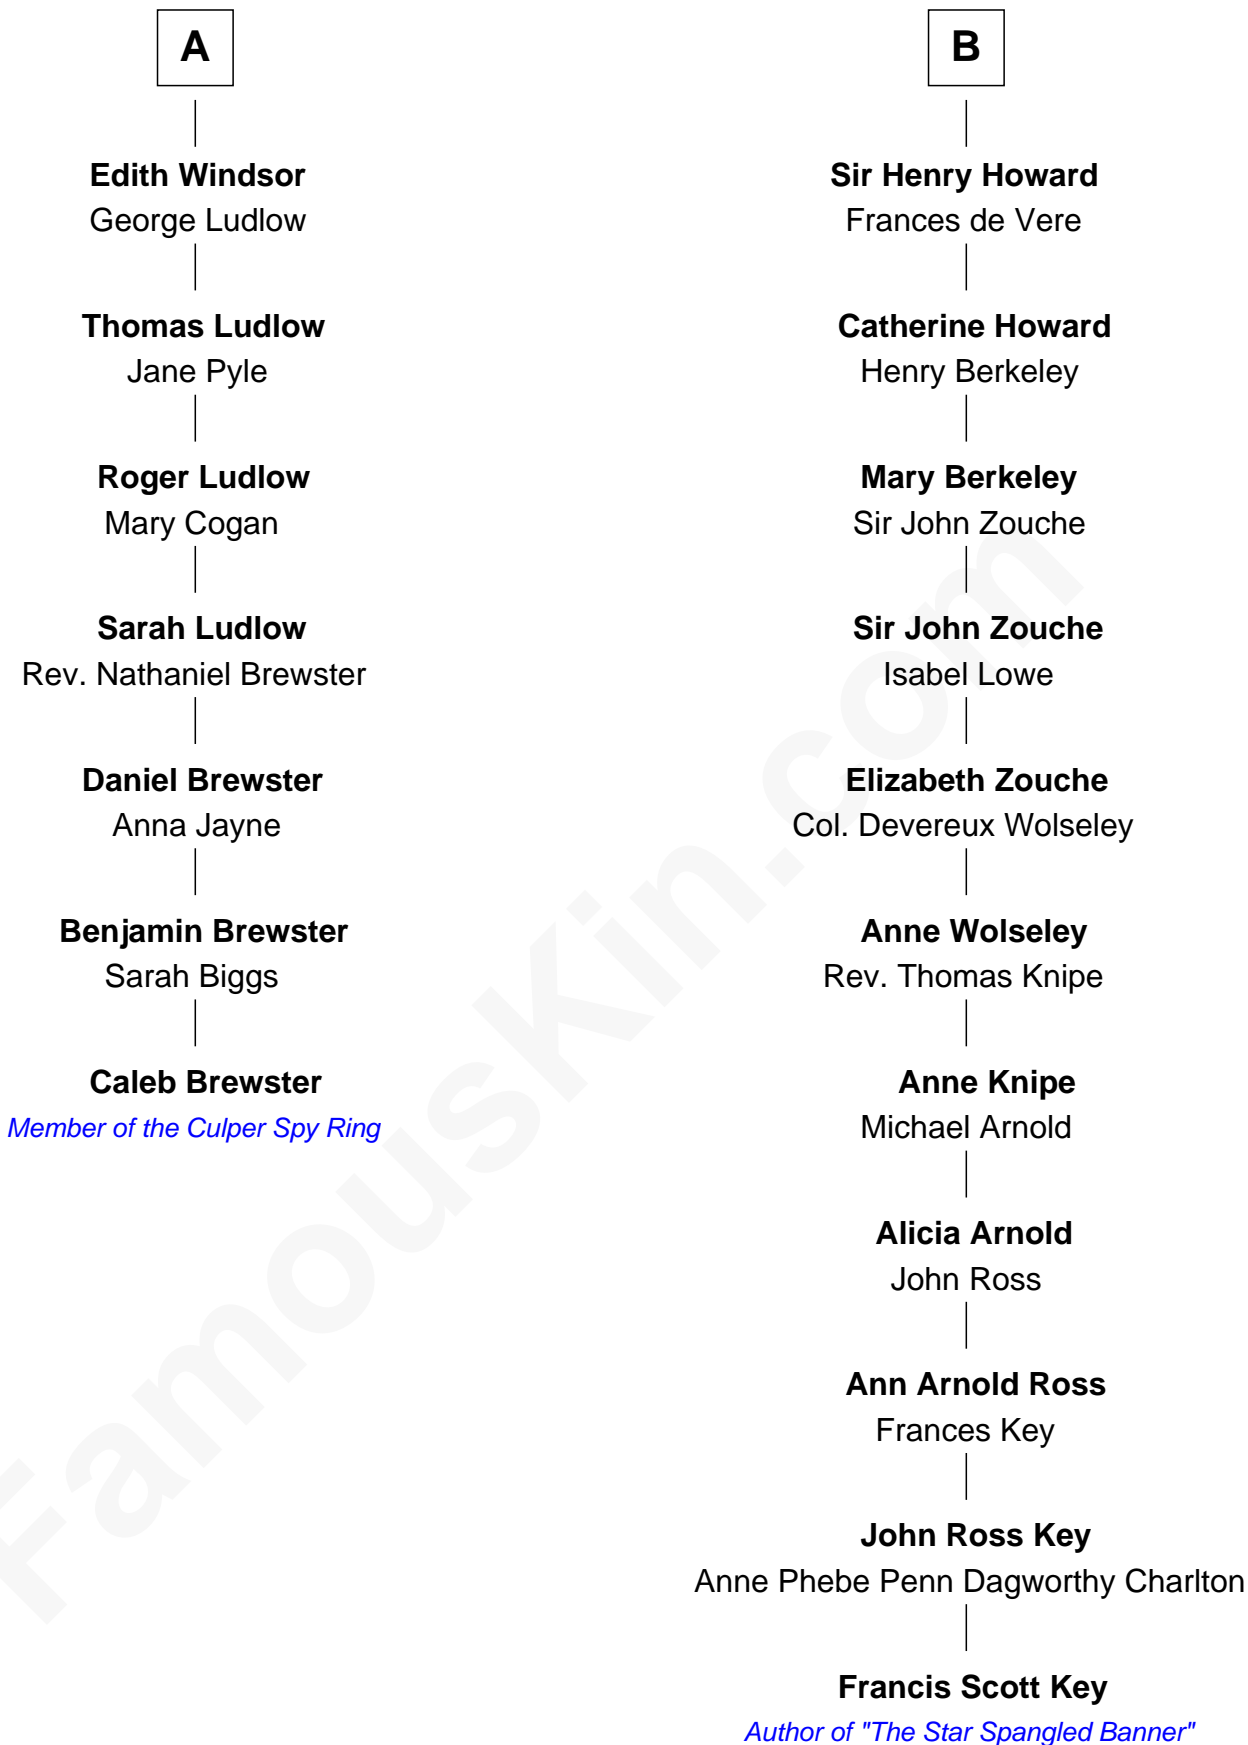 A
Edith Windsor
George Ludlow
Thomas Ludlow
Jane Pyle
Roger Ludlow
Mary Cogan
Sarah Ludlow
Rev. Nathaniel Brewster
Daniel Brewster
Anna Jayne
Benjamin Brewster
Sarah Biggs
Caleb Brewster
Member of the Culper Spy Ring
B
Sir Henry Howard
Frances de Vere
Catherine Howard
Henry Berkeley
Mary Berkeley
Sir John Zouche
Sir John Zouche
Isabel Lowe
Elizabeth Zouche
Col. Devereux Wolseley
Anne Wolseley
Rev. Thomas Knipe
Anne Knipe
Michael Arnold
Alicia Arnold
John Ross
Ann Arnold Ross
Frances Key
John Ross Key
Anne Phebe Penn Dagworthy Charlton
Francis Scott Key
Author of "The Star Spangled Banner"
FamousKin.com